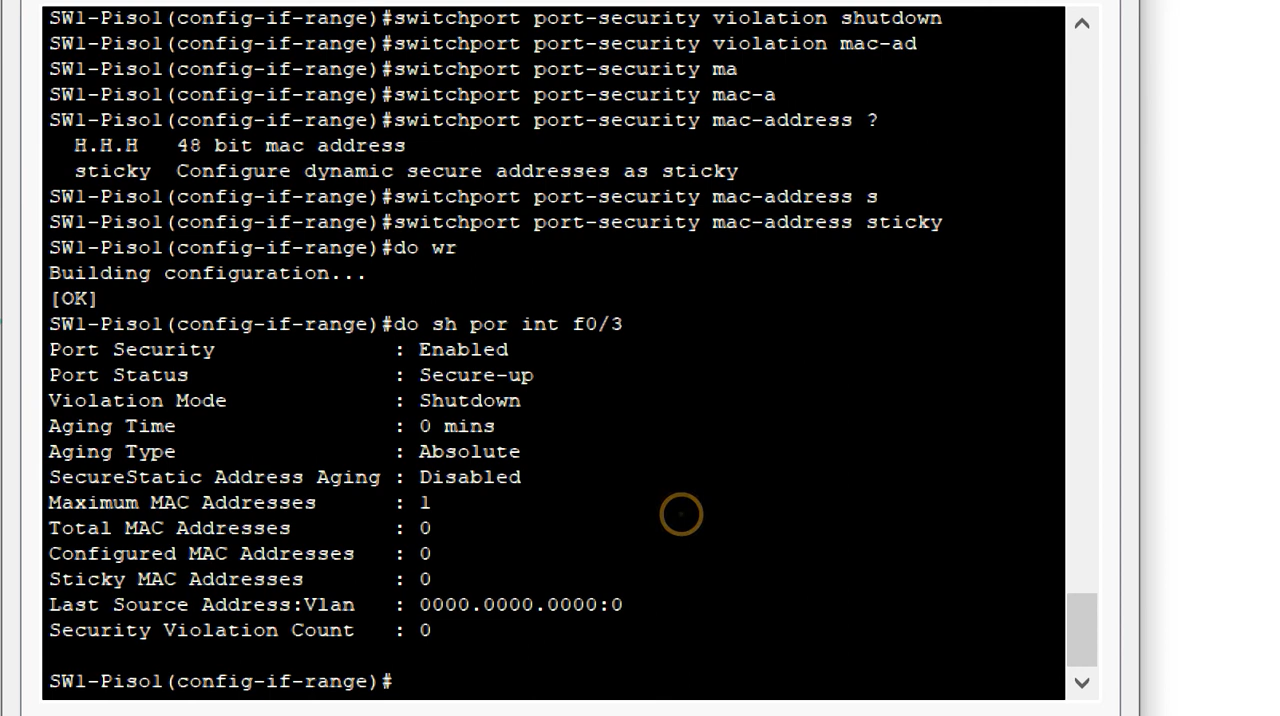 SW1-Pisol(config-if-range)#switchport port-security violation shutdown
SW1-Pisol(config-if-range)#switchport port-security violation mac-ad
SW1-Pisol(config-if-range)#switchport port-security ma
SW1-Pisol(config-if-range)#switchport port-security mac-a
SW1-Pisol(config-if-range)#switchport port-security mac-address ?
  H.H.H   48 bit mac address
  sticky  Configure dynamic secure addresses as sticky
SW1-Pisol(config-if-range)#switchport port-security mac-address s
SW1-Pisol(config-if-range)#switchport port-security mac-address sticky
SW1-Pisol(config-if-range)#do wr
Building configuration...
[OK]
SW1-Pisol(config-if-range)#do sh por int f0/3
Port Security              : Enabled
Port Status                : Secure-up
Violation Mode             : Shutdown
Aging Time                 : 0 mins
Aging Type                 : Absolute
SecureStatic Address Aging : Disabled
Maximum MAC Addresses      : 1
Total MAC Addresses        : 0
Configured MAC Addresses   : 0
Sticky MAC Addresses       : 0
Last Source Address:Vlan   : 0000.0000.0000:0
Security Violation Count   : 0
SW1-Pisol(config-if-range)#